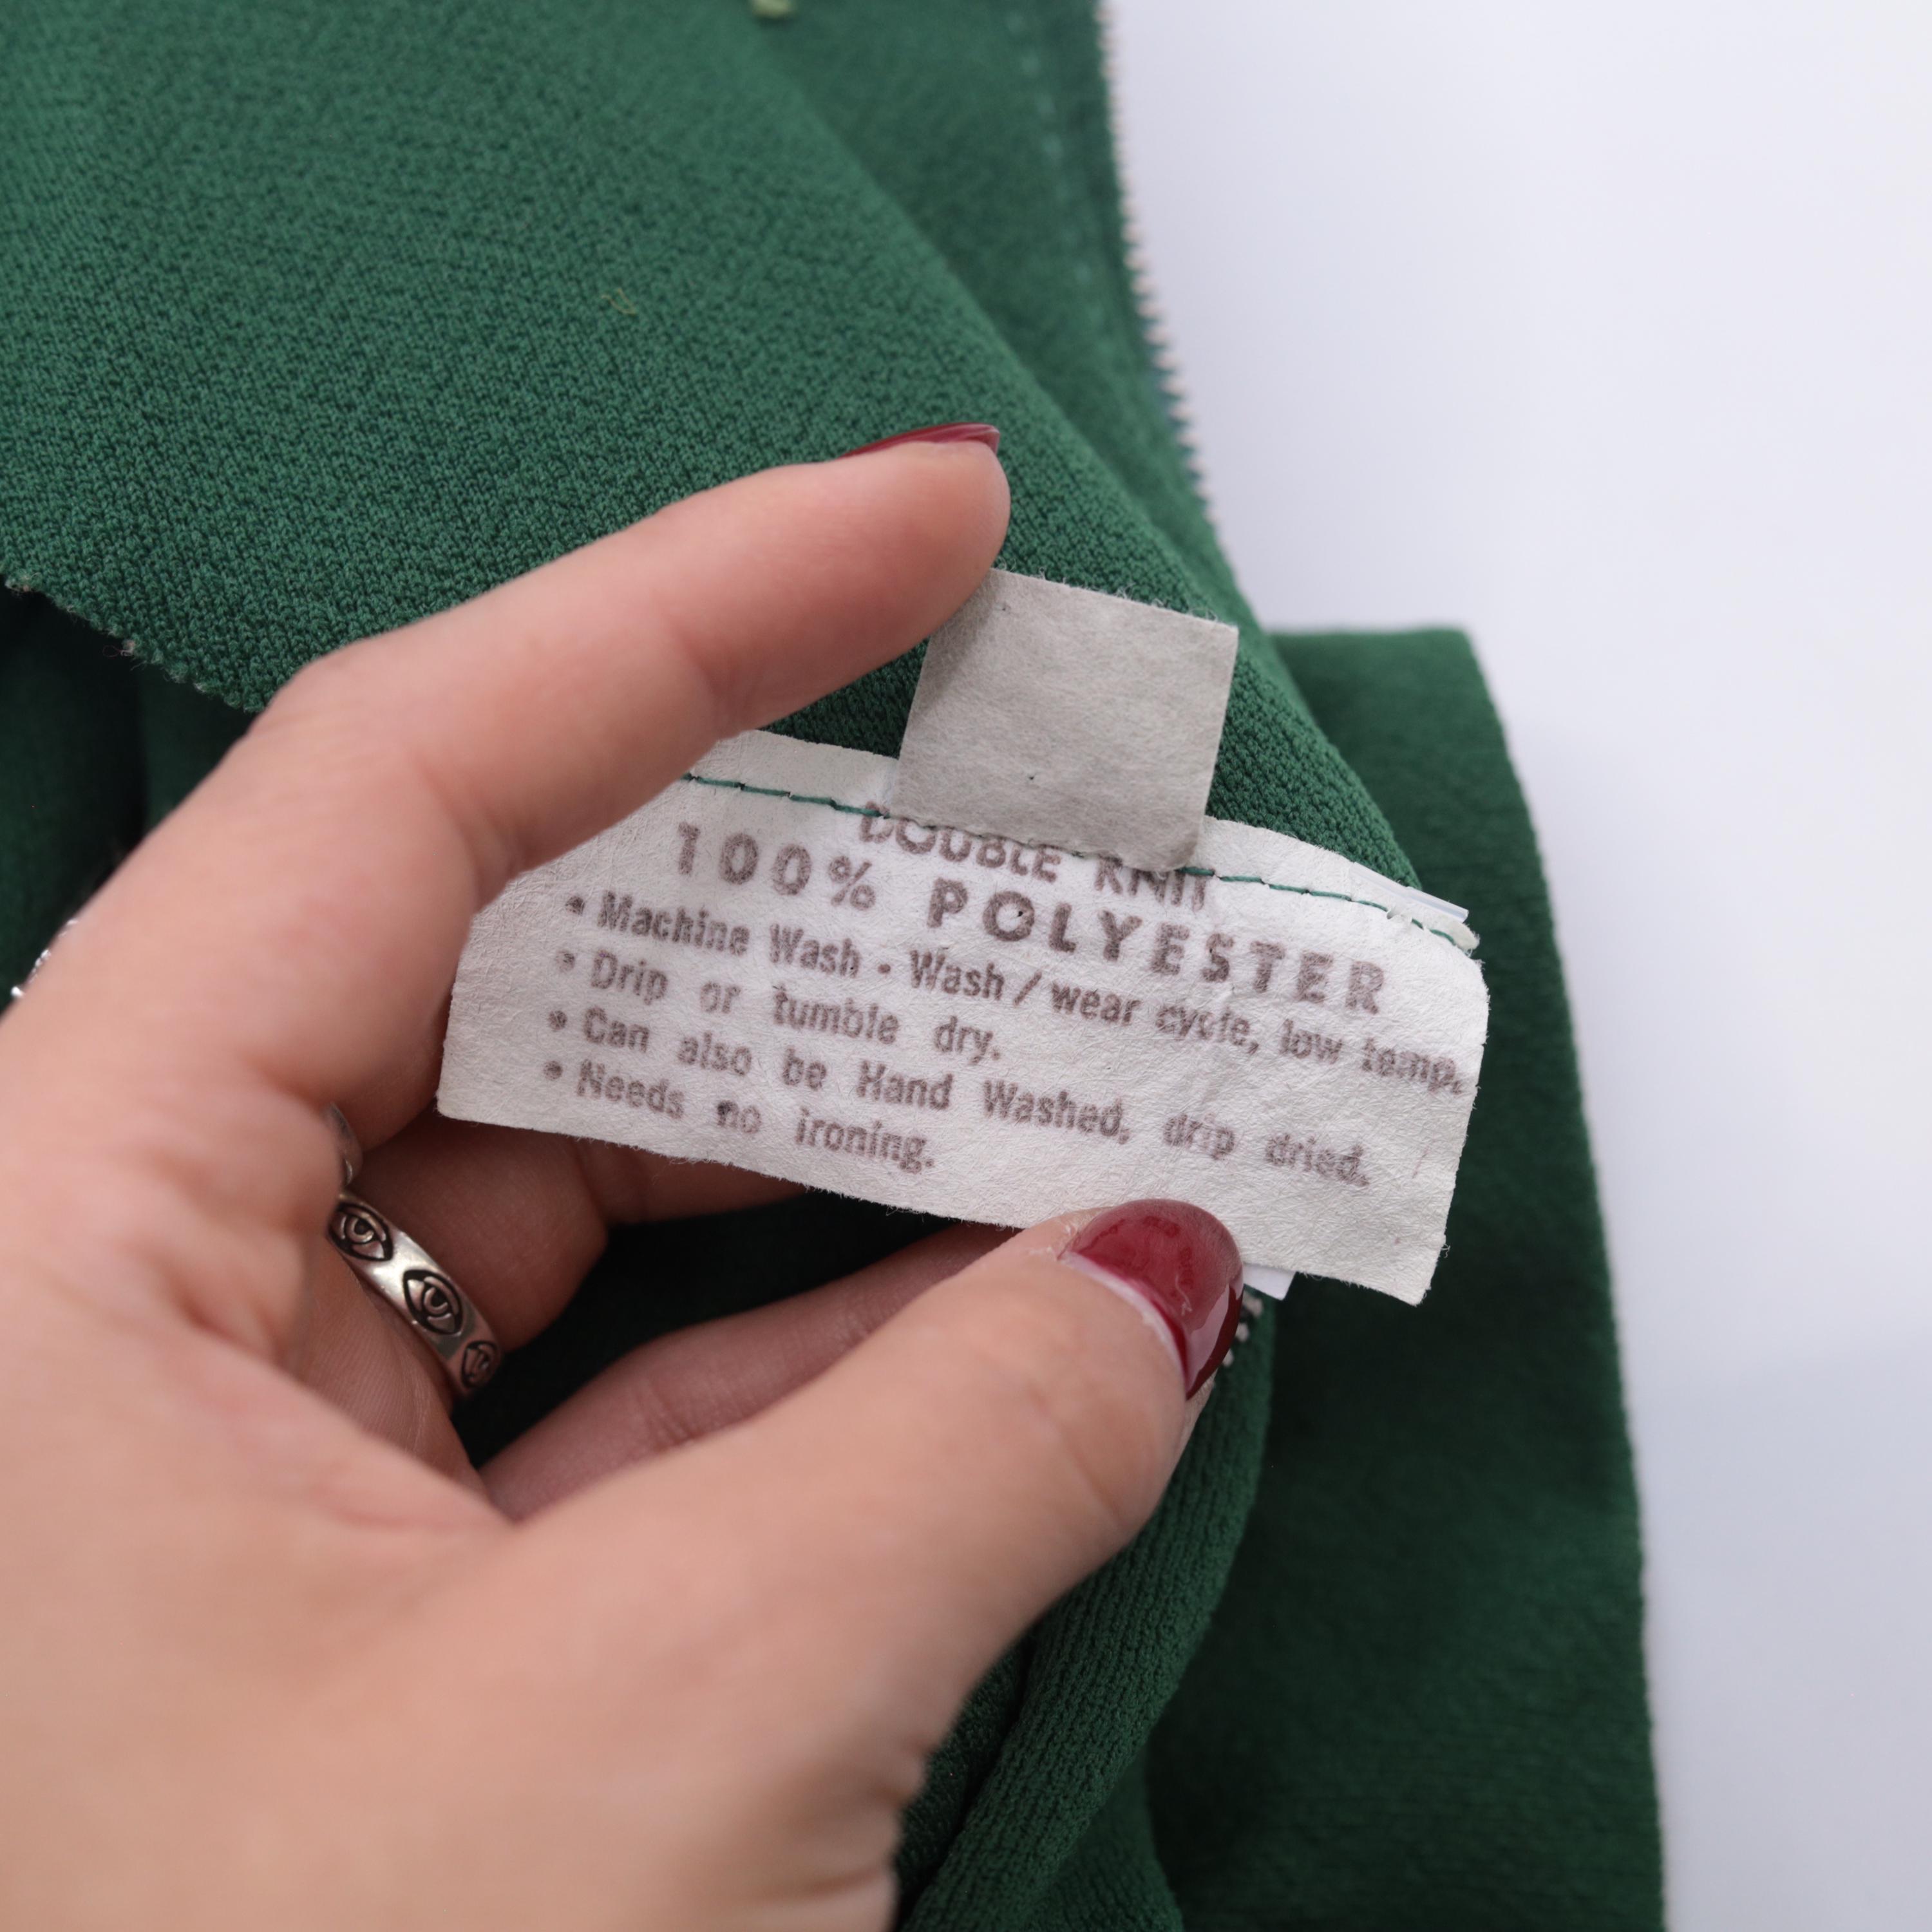 DOUBLE KNIT
100% POLYESTER
• Machine Wash - Wash / wear cycle, low temp.
• Drip or tumble dry.
• Can also be Hand Washed, drip dried.
• Needs no ironing.